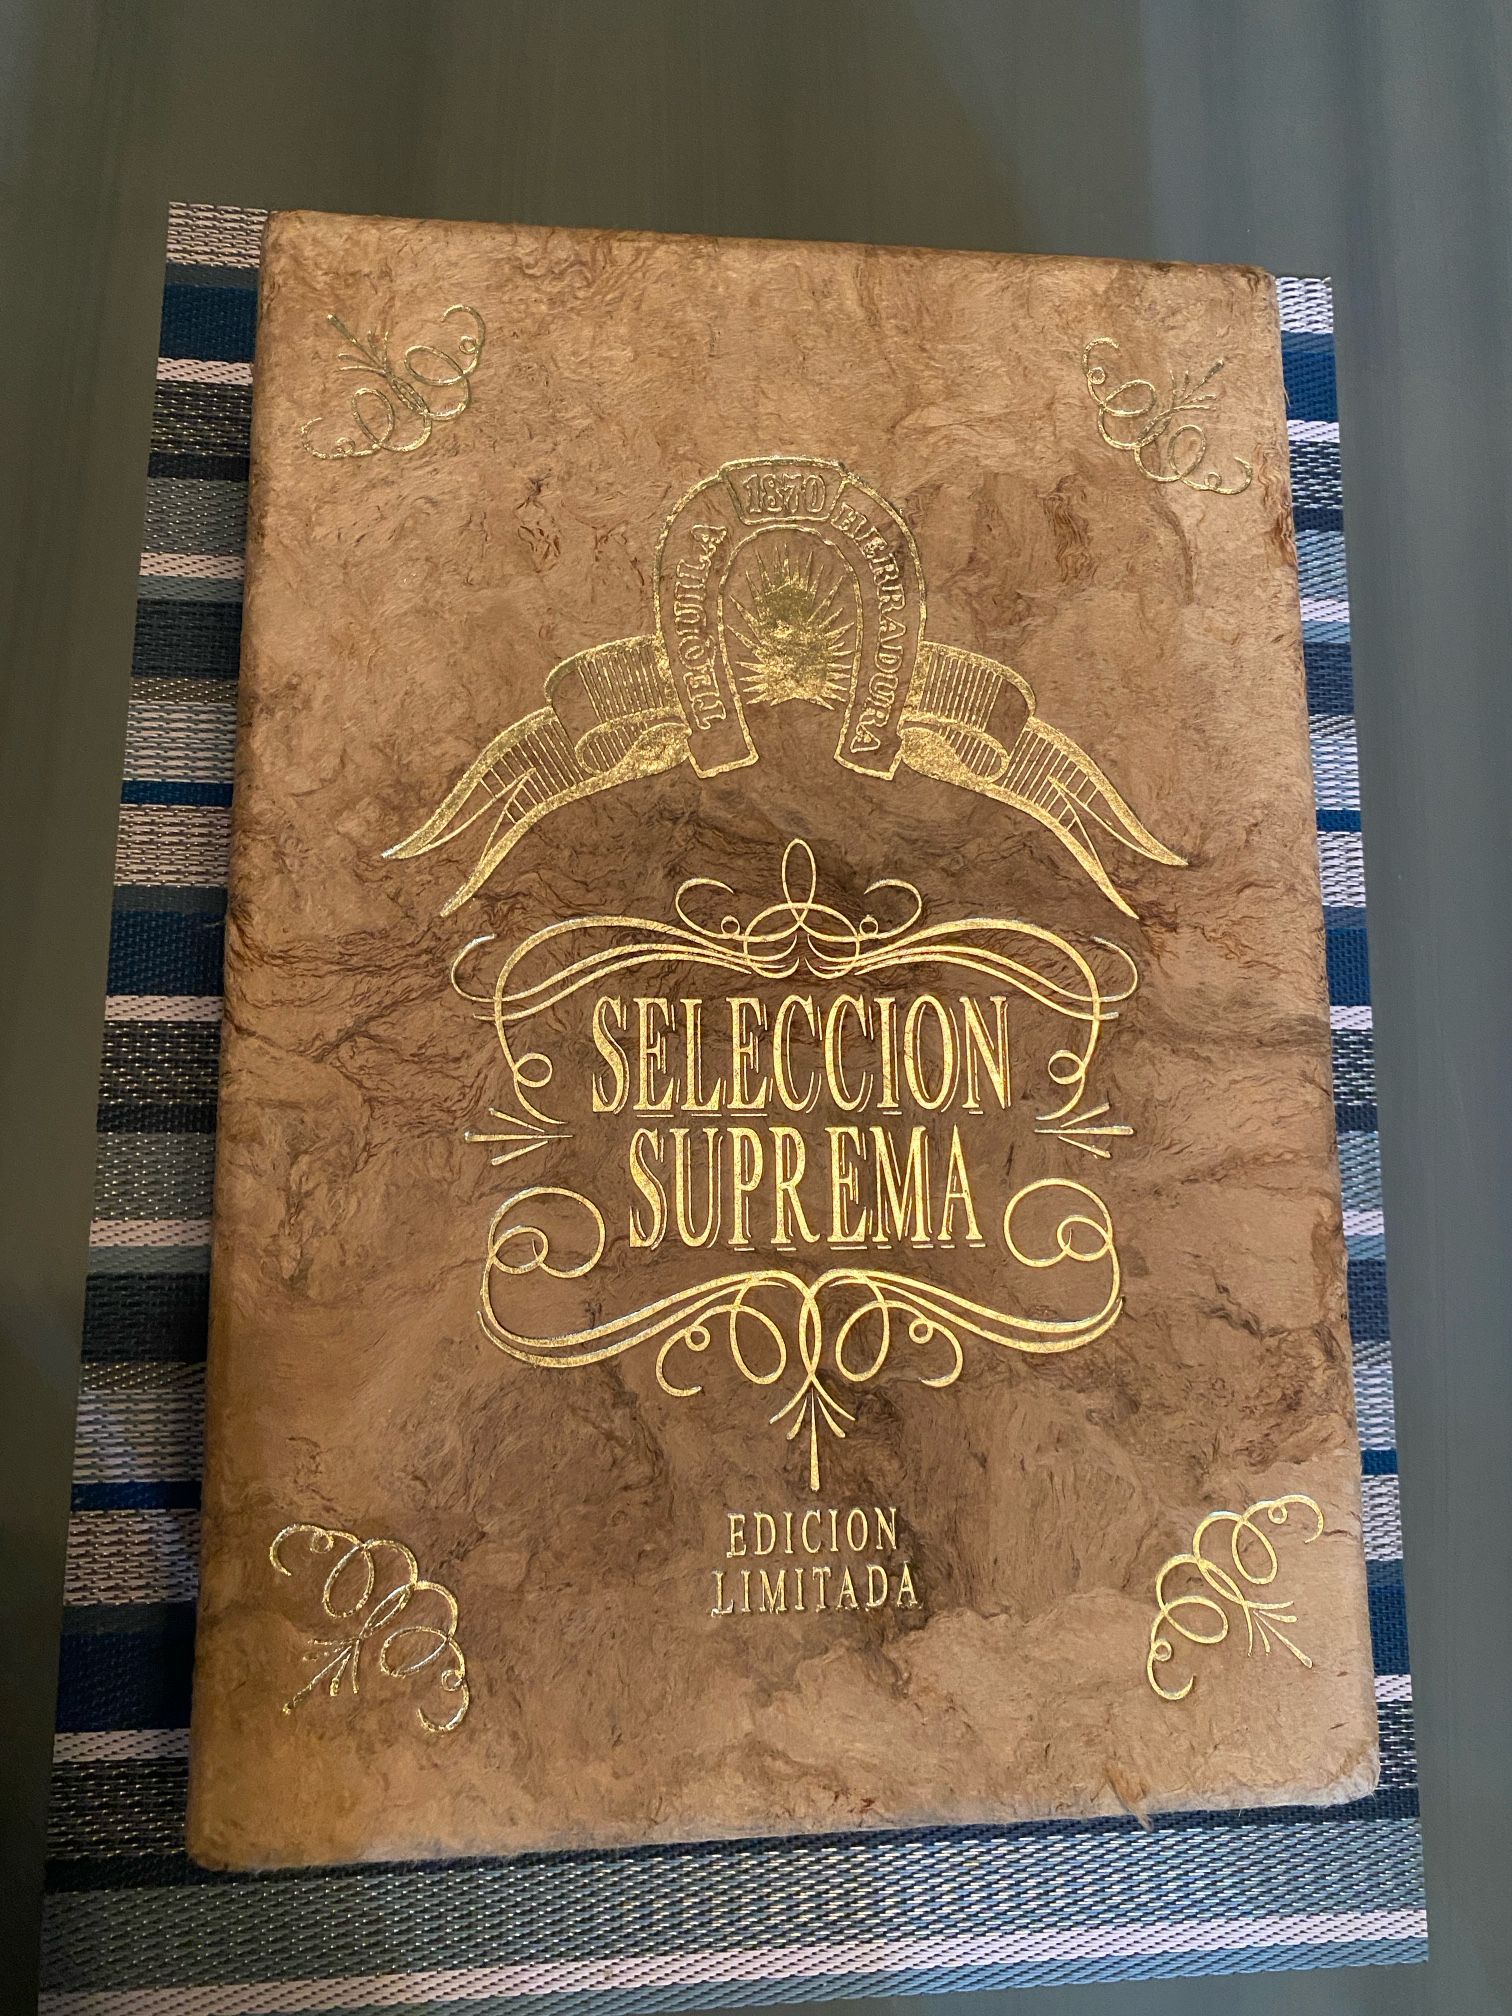 1870
TEQUILA
HERRADURA
SELECCION
SUPREMA
EDICION
LIMITADA